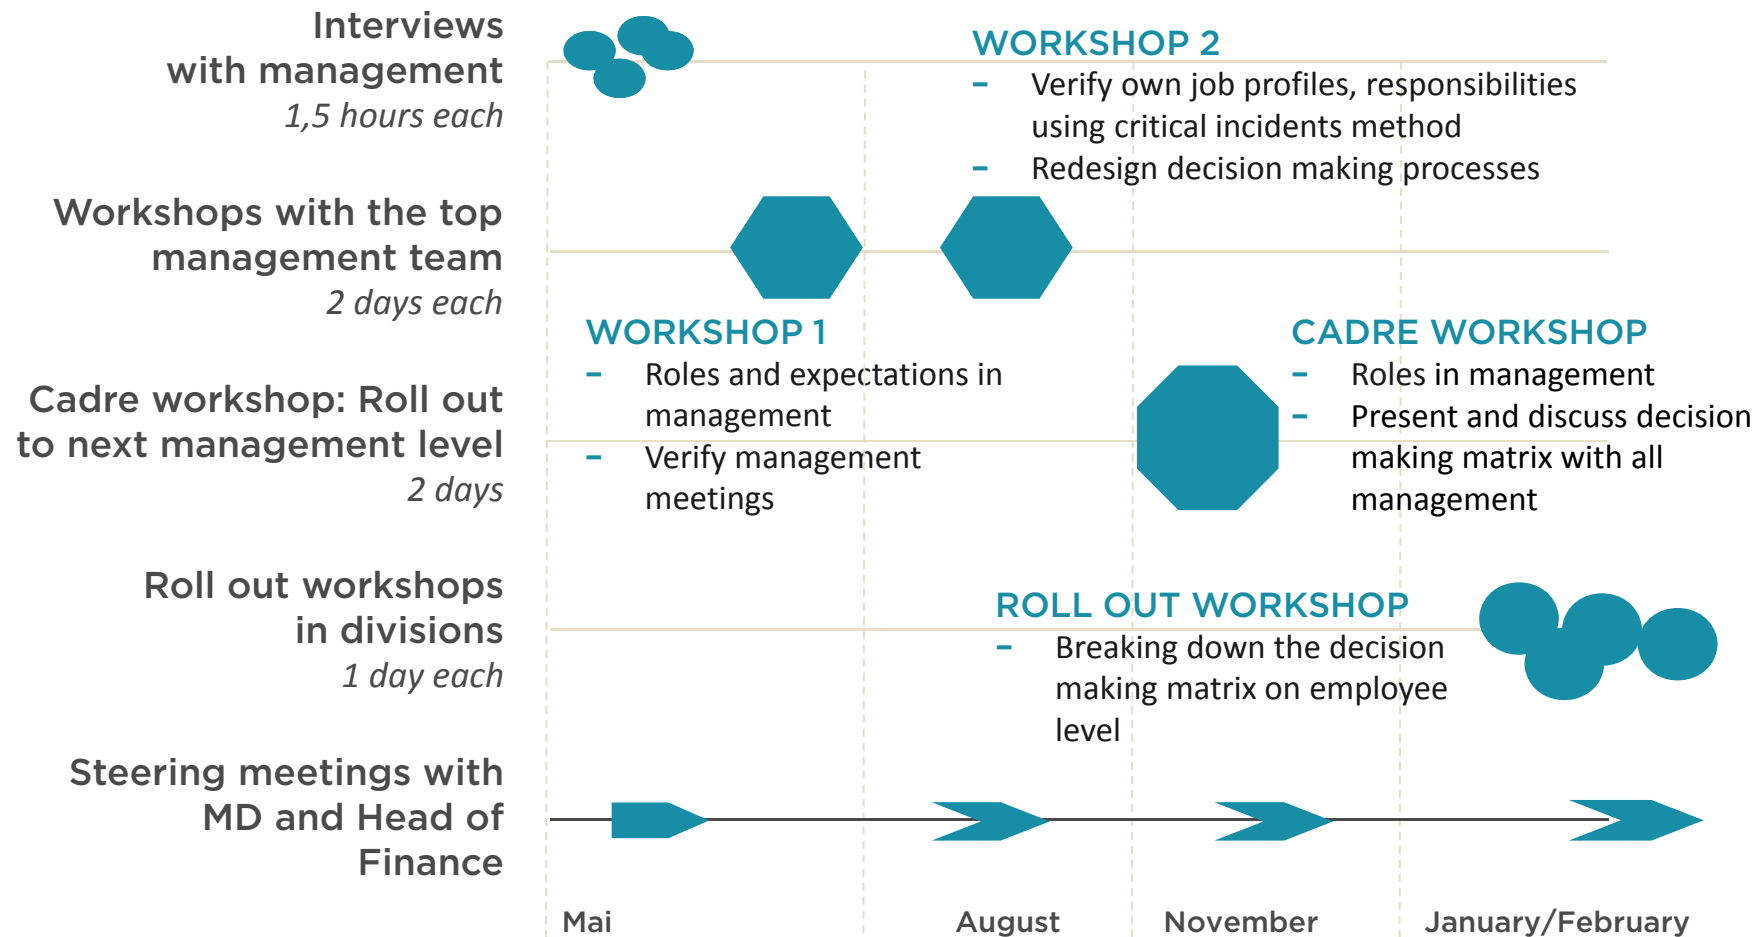 Interviews
with management
1,5 hours each
WORKSHOP 2
– Verify own job profiles, responsibilities
using critical incidents method
– Redesign decision making processes
Workshops with the top
management team
2 days each
WORKSHOP 1
– Roles and expectations in
management
– Verify management
meetings
CADRE WORKSHOP
– Roles in management
– Present and discuss decision
making matrix with all
management
Cadre workshop: Roll out
to next management level
2 days
Roll out workshops
in divisions
1 day each
ROLL OUT WORKSHOP
– Breaking down the decision
making matrix on employee
level
Steering meetings with
MD and Head of
Finance
Mai
August
November
January/February